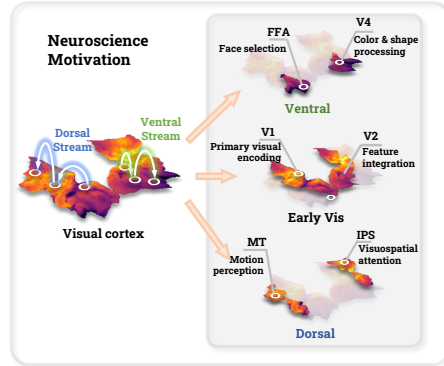 Neuroscience
Motivation
Dorsal
Stream
Ventral
Stream
Visual cortex
FFA
Face selection
V4
Color & shape
processing
Ventral
V1
Primary visual
encoding
V2
Feature
integration
Early Vis
MT
Motion
perception
IPS
Visuospatial
attention
Dorsal